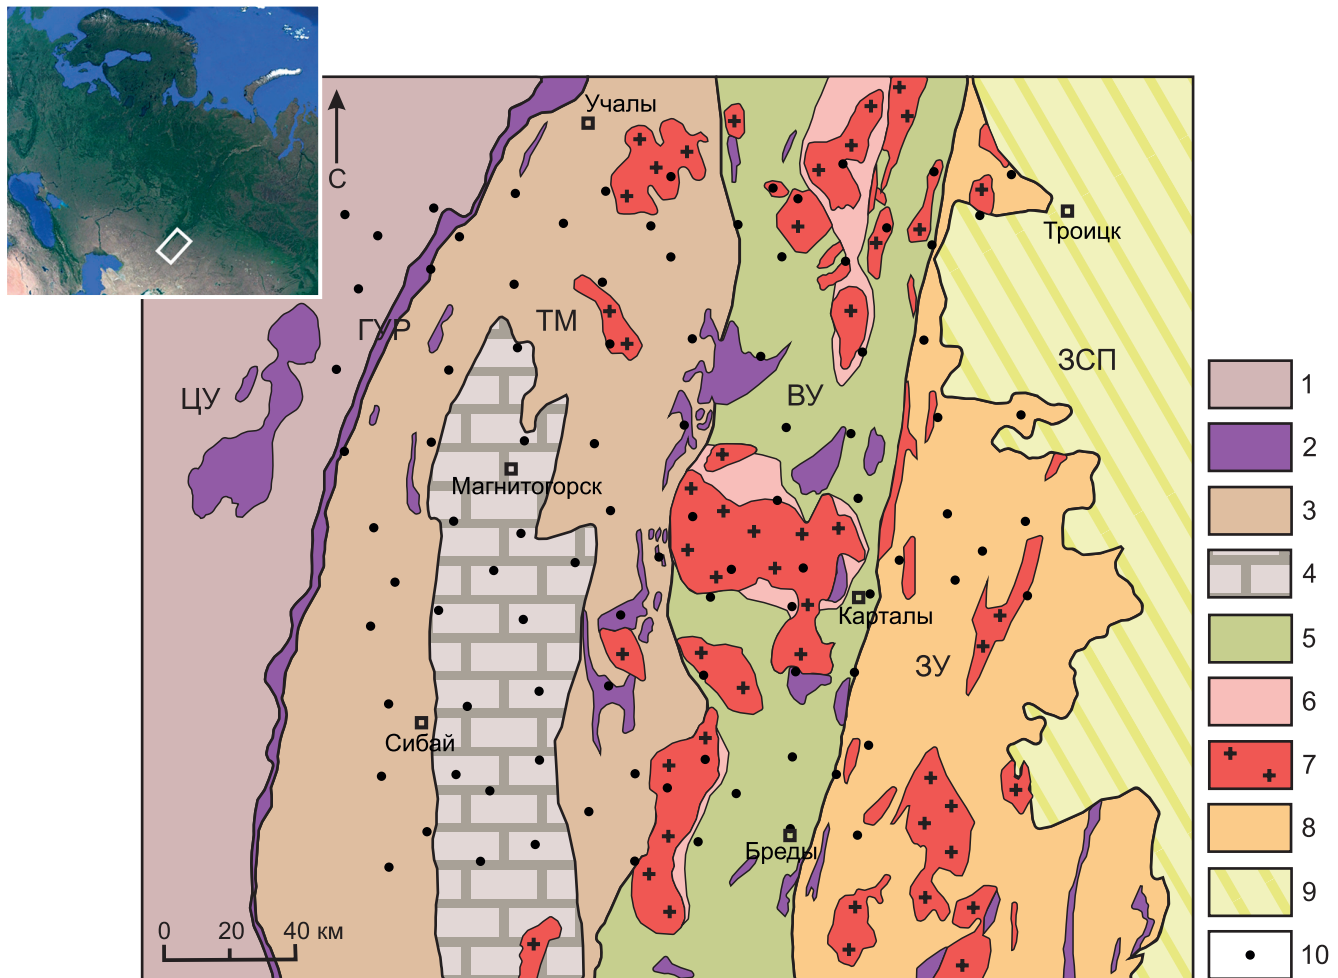 Учалы
С
Троицк
ГУР
ТМ
ЗСП
ЦУ
ВУ
Магнитогорск
Карталы
ЗУ
Сибай
Бреды
0 20 40 км
1
2
3
4
5
6
7
8
9
10